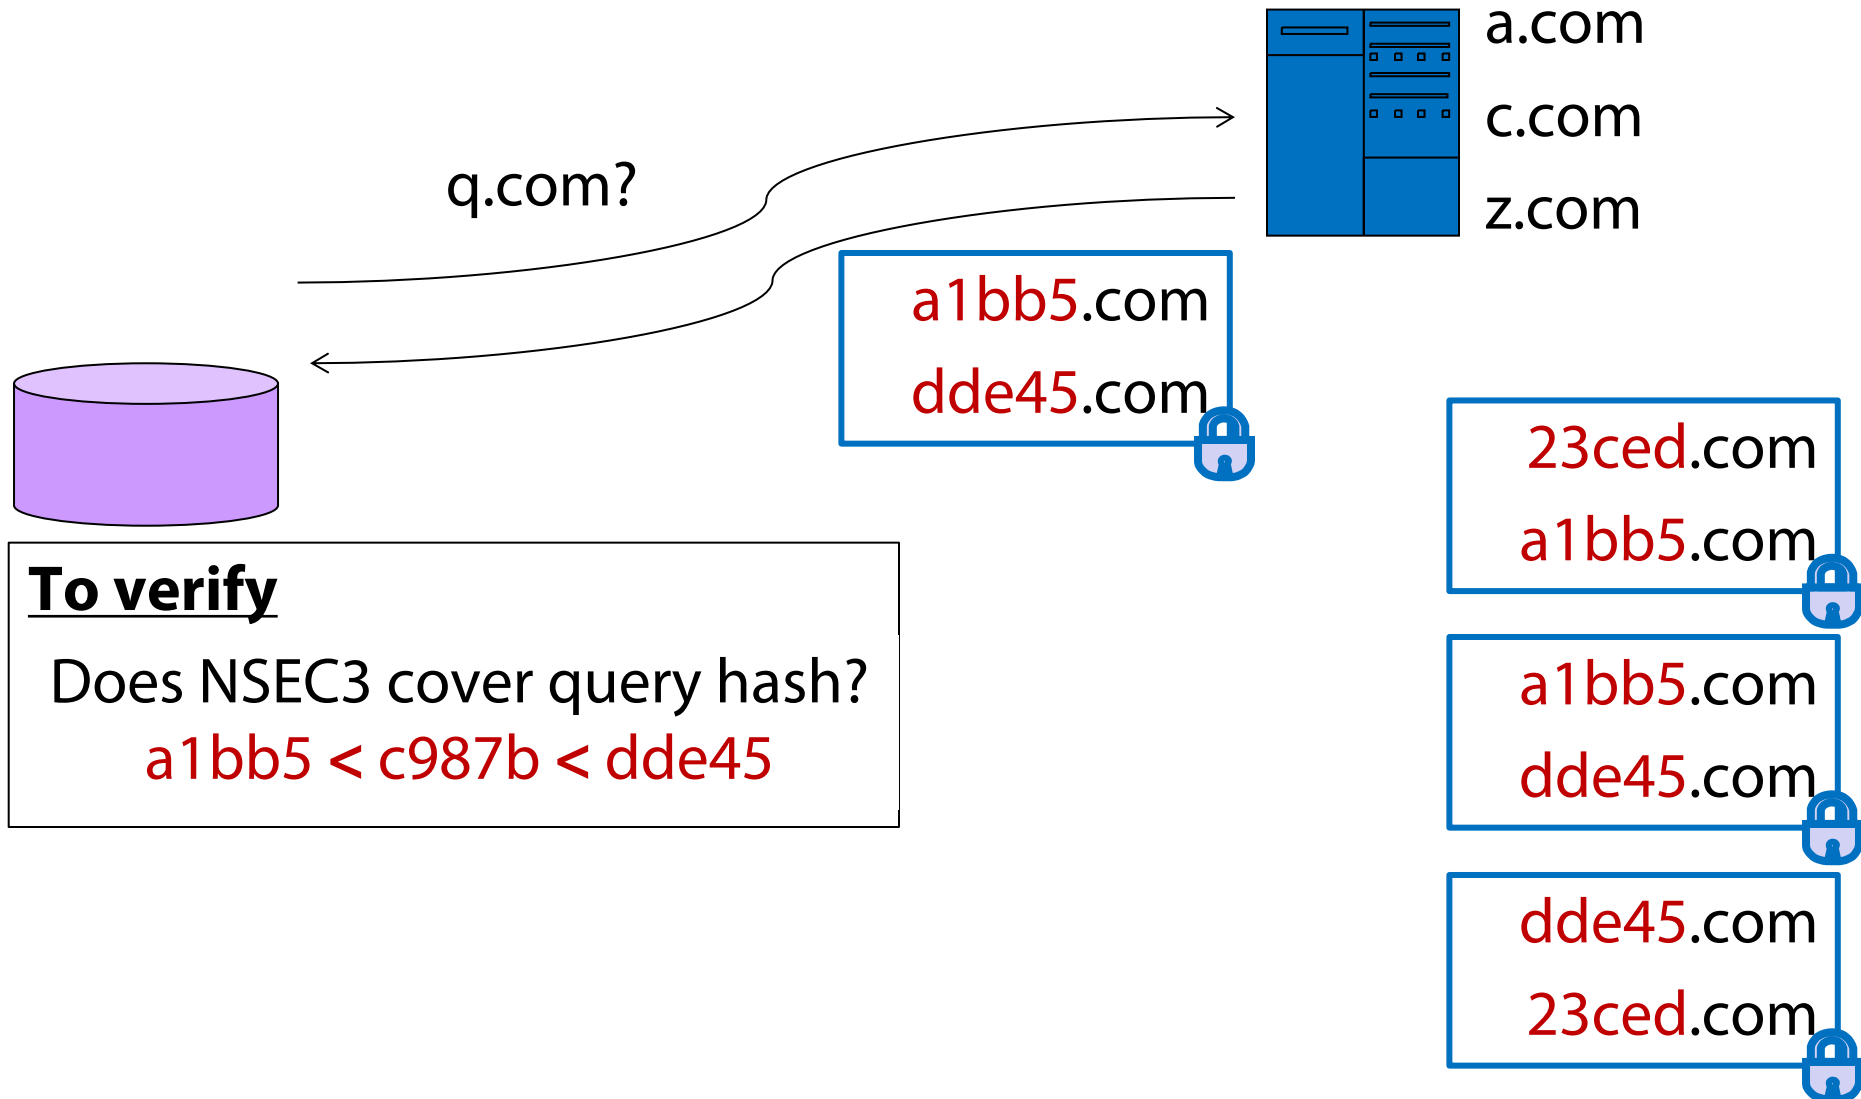 a.com
c.com
z.com
q.com?
a1bb5.com
dde45.com
23ced.com
a1bb5.com
To verify
Does NSEC3 cover query hash?
a1bb5 < c987b < dde45
a1bb5.com
dde45.com
dde45.com
23ced.com